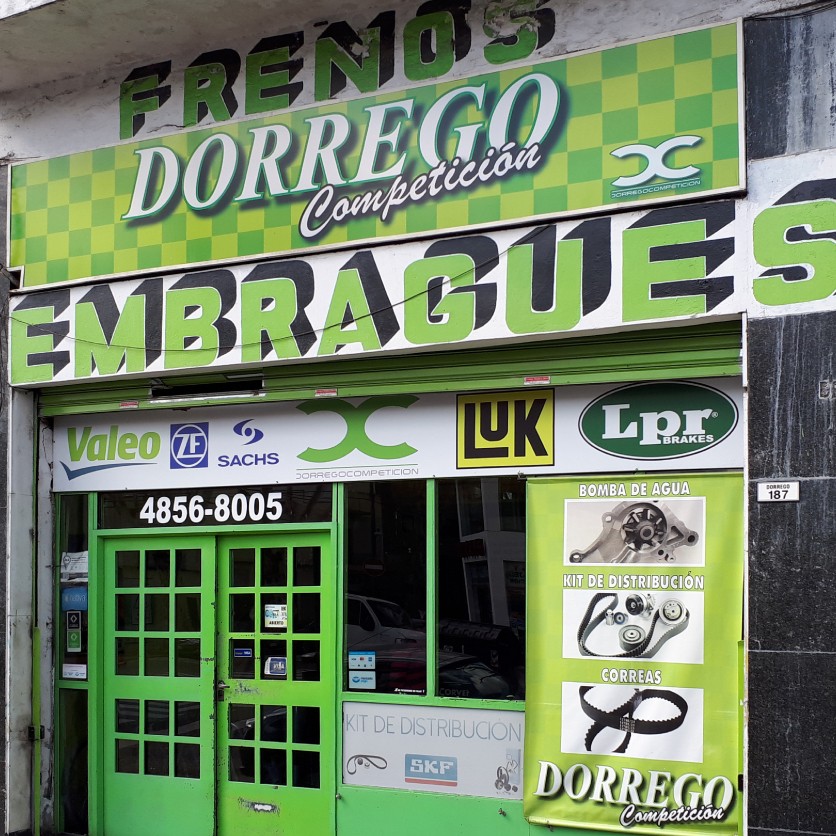 FRENOS
DORREGO
Competición
DORREGOCOMPETICION
EMBRAGUES
Valeo
ZF
SACHS
DORREGOCOMPETICION
LUK
Lpr®
BRAKES
4856-8005
DORREGO
187
BOMBA DE AGUA
KIT DE DISTRIBUCIÓN
CORREAS
ABIERTO
KIT DE DISTRIBUCION
SKF
DORREGO
Competición